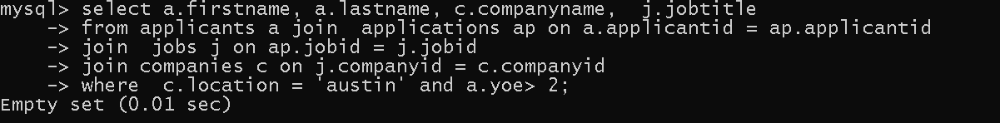 mysql> select a.firstname, a.lastname, c.companyname,  j.jobtitle
    -> from applicants a join  applications ap on a.applicantid = ap.applicantid
    -> join  jobs j on ap.jobid = j.jobid
    -> join companies c on j.companyid = c.companyid
    -> where  c.location = 'austin' and a.yoe> 2;
Empty set (0.01 sec)